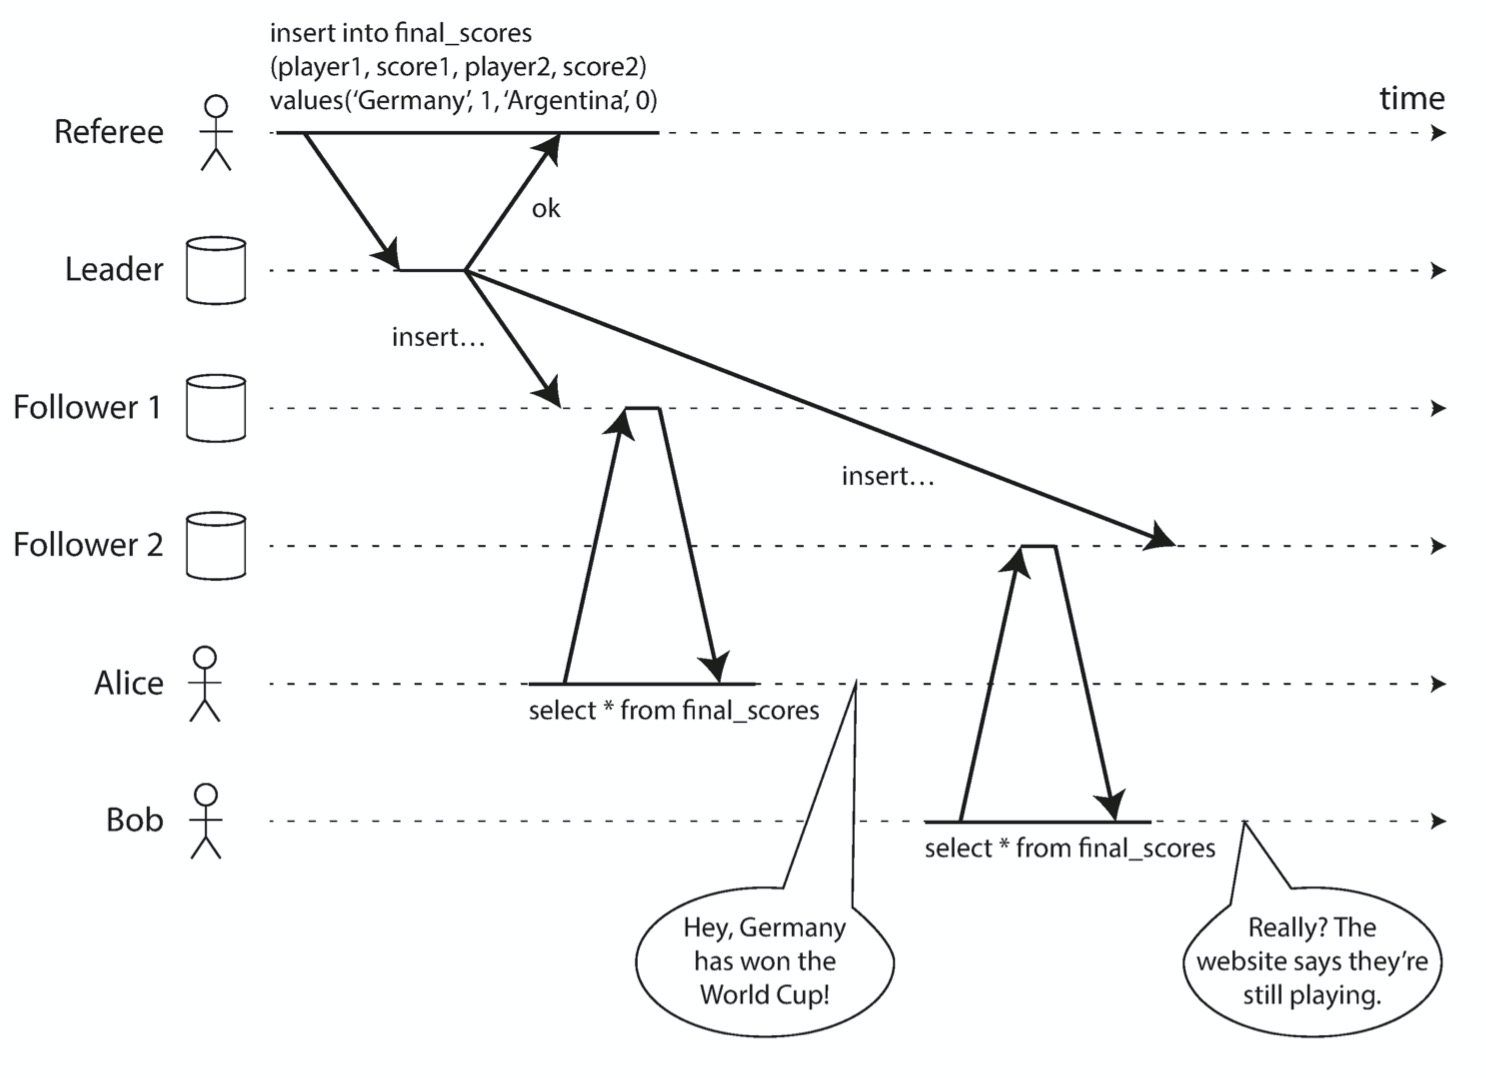 insert into final_scores
(player1, score1, player2, score2)
values(‘Germany’, 1, ‘Argentina’, 0)
time
Referee
ok
Leader
insert…
Follower 1
insert…
Follower 2
Alice
select * from final_scores
Bob
select * from final_scores
Hey, Germany
has won the
World Cup!
Really? The
website says they’re
still playing.